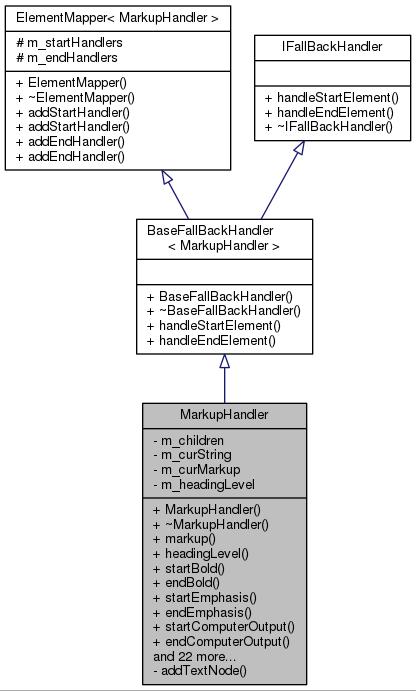 ElementMapper< MarkupHandler >
# m_startHandlers
# m_endHandlers
+ ElementMapper()
+ ~ElementMapper()
+ addStartHandler()
+ addStartHandler()
+ addEndHandler()
+ addEndHandler()
IFallBackHandler
+ handleStartElement()
+ handleEndElement()
+ ~IFallBackHandler()
BaseFallBackHandler
< MarkupHandler >
+ BaseFallBackHandler()
+ ~BaseFallBackHandler()
+ handleStartElement()
+ handleEndElement()
MarkupHandler
- m_children
- m_curString
- m_curMarkup
- m_headingLevel
+ MarkupHandler()
+ ~MarkupHandler()
+ markup()
+ headingLevel()
+ startBold()
+ endBold()
+ startEmphasis()
+ endEmphasis()
+ startComputerOutput()
+ endComputerOutput()
and 22 more...
- addTextNode()